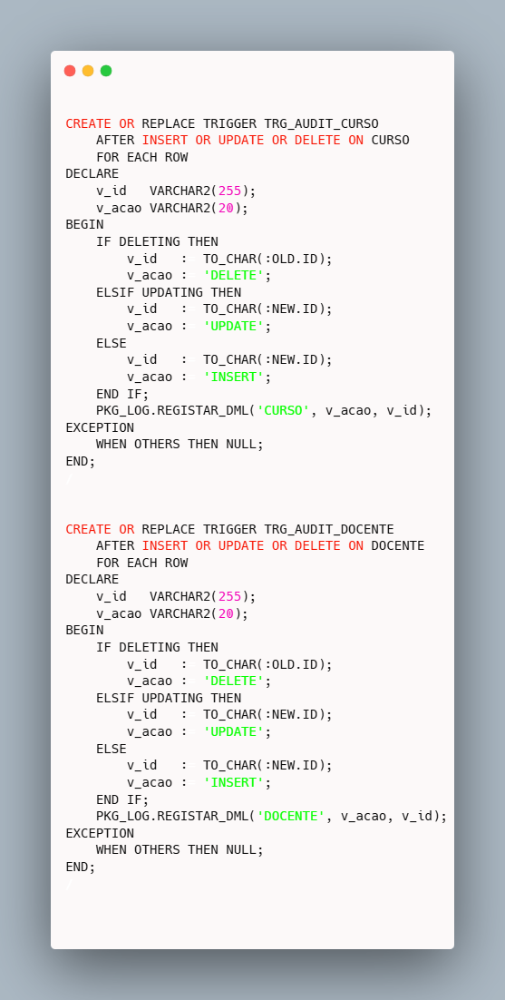 CREATE OR REPLACE TRIGGER TRG_AUDIT_CURSO
    AFTER INSERT OR UPDATE OR DELETE ON CURSO
    FOR EACH ROW
DECLARE
    v_id   VARCHAR2(255);
    v_acao VARCHAR2(20);
BEGIN
    IF DELETING THEN
        v_id   :  TO_CHAR(:OLD.ID);
        v_acao :  'DELETE';
    ELSIF UPDATING THEN
        v_id   :  TO_CHAR(:NEW.ID);
        v_acao :  'UPDATE';
    ELSE
        v_id   :  TO_CHAR(:NEW.ID);
        v_acao :  'INSERT';
    END IF;
    PKG_LOG.REGISTAR_DML('CURSO', v_acao, v_id);
EXCEPTION
    WHEN OTHERS THEN NULL;
END;
/
CREATE OR REPLACE TRIGGER TRG_AUDIT_DOCENTE
    AFTER INSERT OR UPDATE OR DELETE ON DOCENTE
    FOR EACH ROW
DECLARE
    v_id   VARCHAR2(255);
    v_acao VARCHAR2(20);
BEGIN
    IF DELETING THEN
        v_id   :  TO_CHAR(:OLD.ID);
        v_acao :  'DELETE';
    ELSIF UPDATING THEN
        v_id   :  TO_CHAR(:NEW.ID);
        v_acao :  'UPDATE';
    ELSE
        v_id   :  TO_CHAR(:NEW.ID);
        v_acao :  'INSERT';
    END IF;
    PKG_LOG.REGISTAR_DML('DOCENTE', v_acao, v_id);
EXCEPTION
    WHEN OTHERS THEN NULL;
END;
/